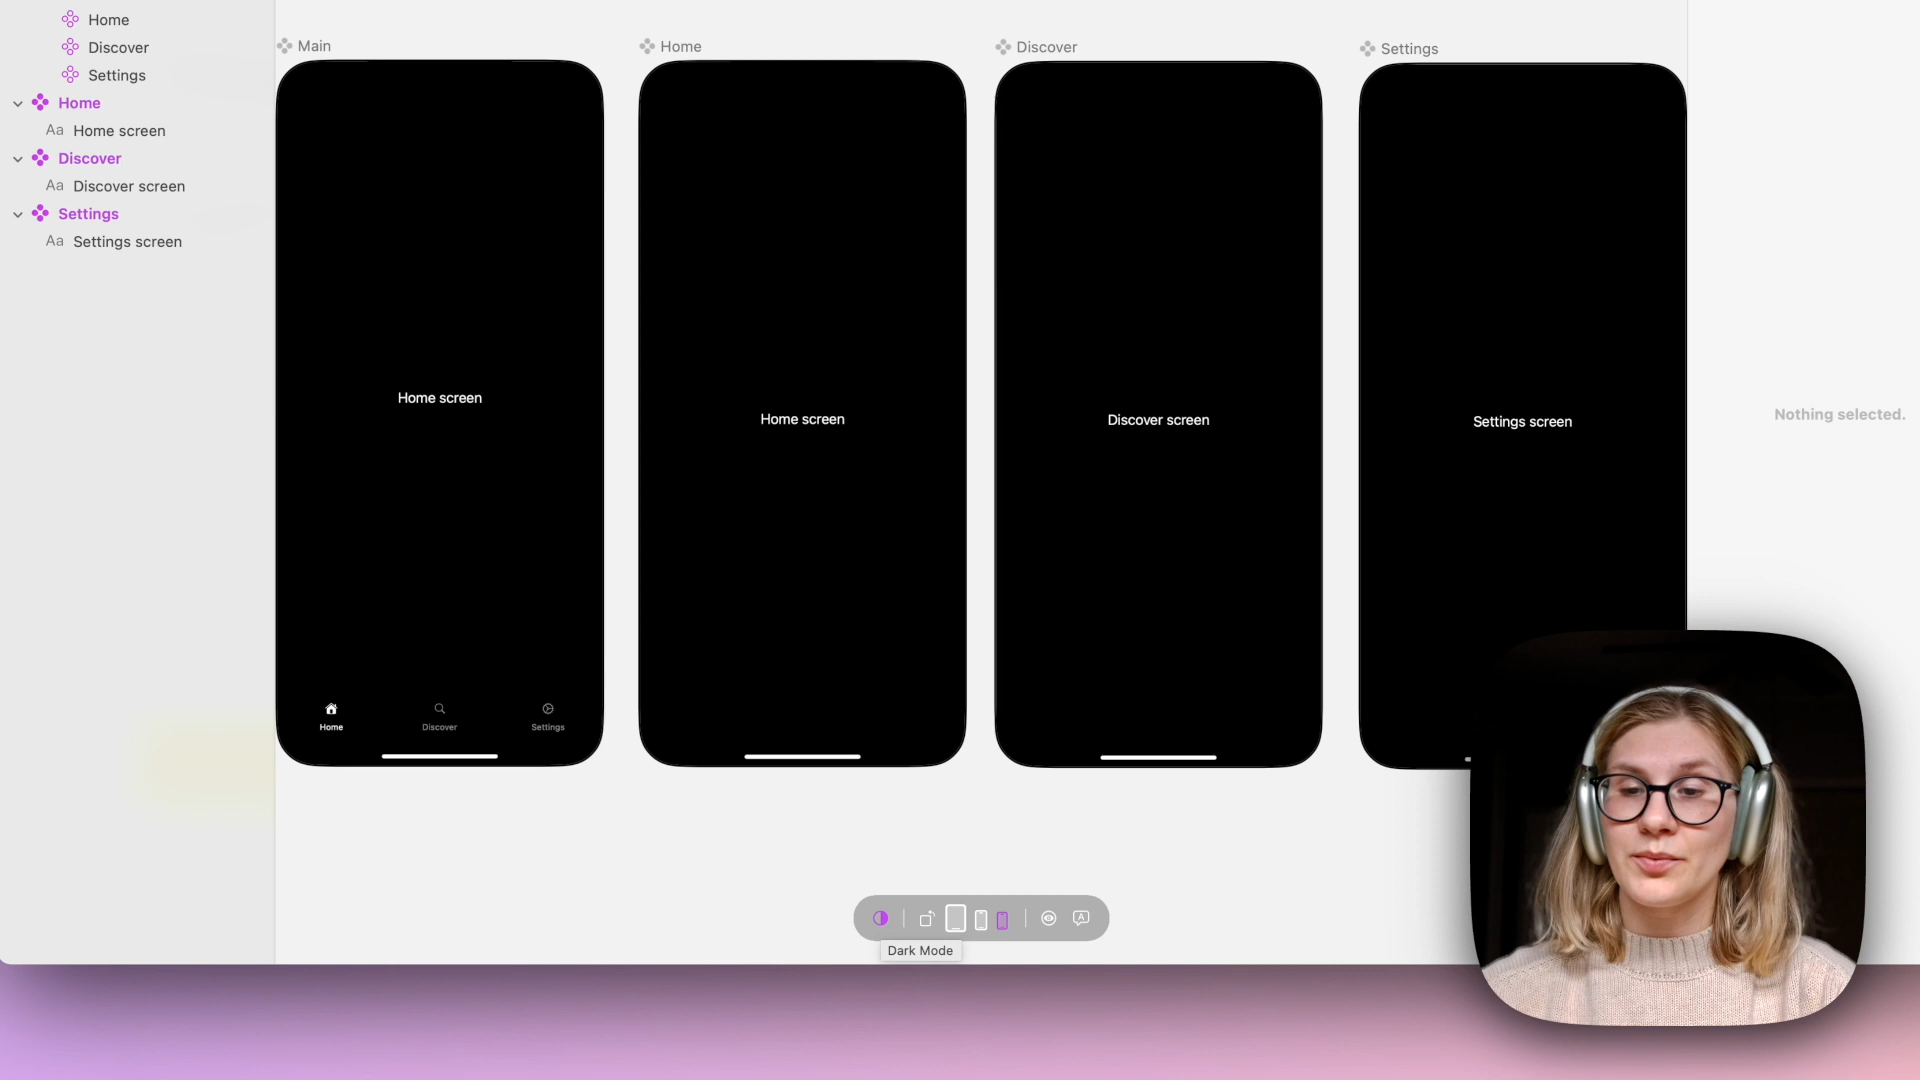 Home
Discover
Settings
Home
Aa Home screen
Discover
Aa Discover screen
Settings
Aa Settings screen
Main
Home
Discover
Settings
Home screen
Home screen
Discover screen
Settings screen
Home
Discover
Settings
Nothing selected.
A
Dark Mode